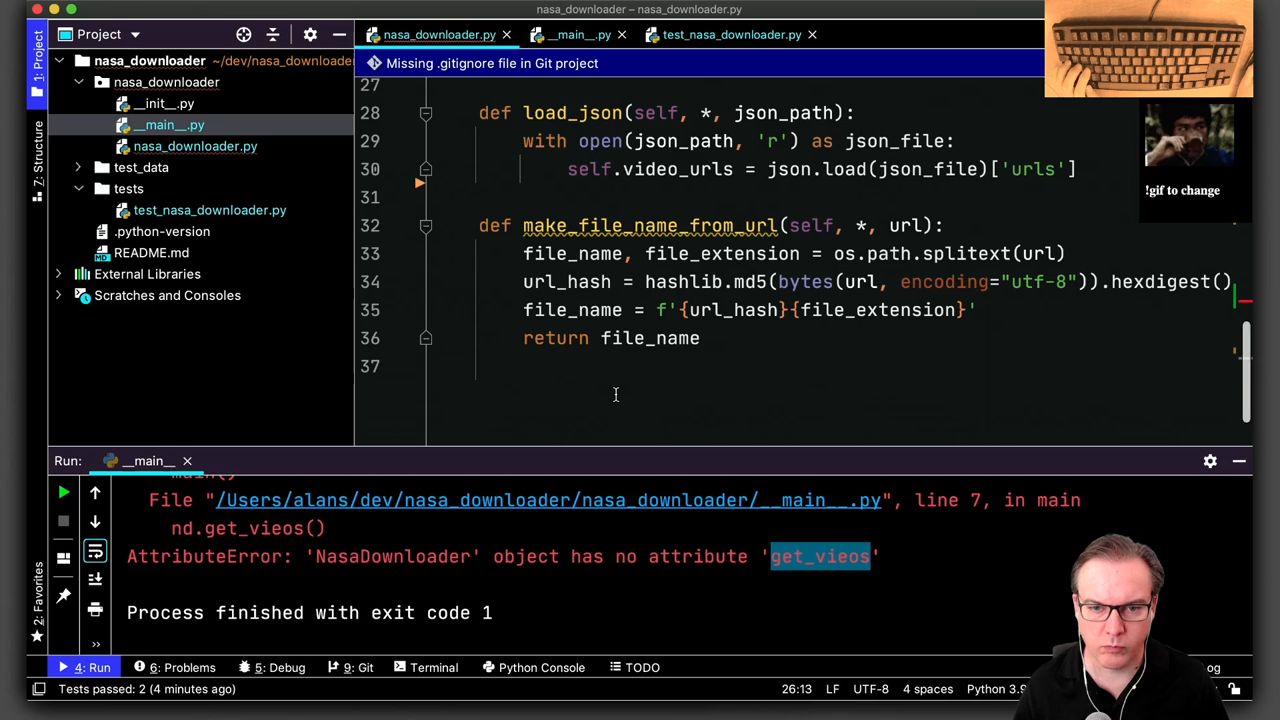 nasa_downloader – nasa_downloader.py
Project
nasa_downloader.py
__main__.py
test_nasa_downloader.py
1: Project
7: Structure
2: Favorites
nasa_downloader ~/dev/nasa_downloader
nasa_downloader
__init__.py
__main__.py
nasa_downloader.py
test_data
tests
test_nasa_downloader.py
.python-version
README.md
External Libraries
Scratches and Consoles
Missing .gitignore file in Git project
27
28 def load_json(self, *, json_path):
29 with open(json_path, 'r') as json_file:
30 self.video_urls = json.load(json_file)['urls']
31
32 def make_file_name_from_url(self, *, url):
33 file_name, file_extension = os.path.splitext(url)
34 url_hash = hashlib.md5(bytes(url, encoding="utf-8")).hexdigest()
35 file_name = f'{url_hash}{file_extension}'
36 return file_name
37
!gif to change
Run: __main__
main()
File "/Users/alans/dev/nasa_downloader/nasa_downloader/__main__.py", line 7, in main
nd.get_vieos()
AttributeError: 'NasaDownloader' object has no attribute 'get_vieos'
Process finished with exit code 1
4: Run
6: Problems
5: Debug
9: Git
Terminal
Python Console
TODO
og
Tests passed: 2 (4 minutes ago)
26:13 LF UTF-8 4 spaces Python 3.9